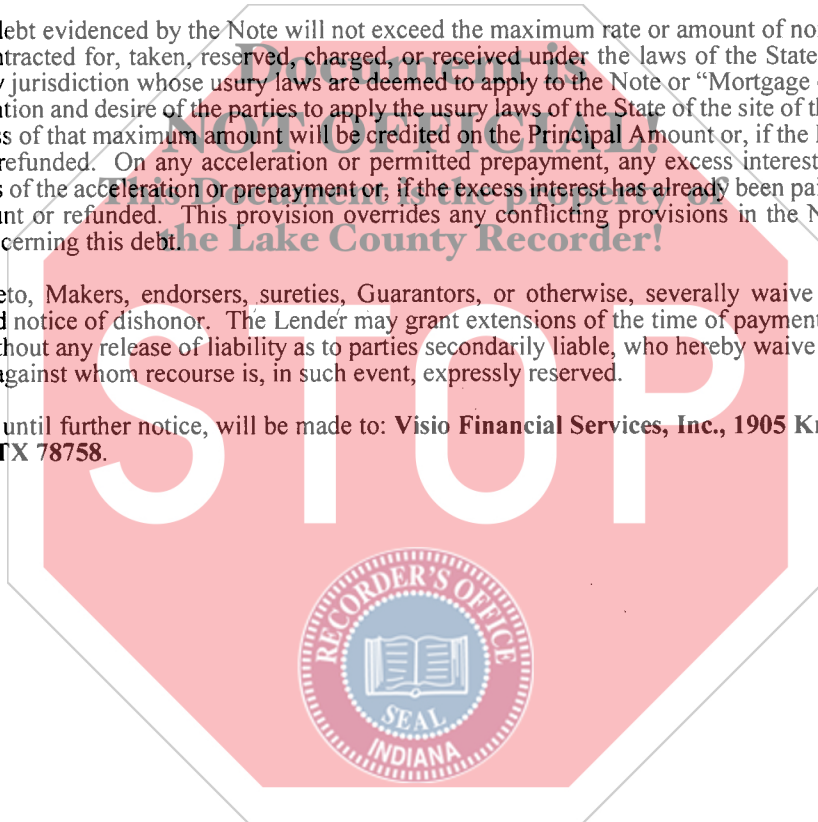 debt evidenced by the Note will not exceed the maximum rate or amount of no
ntracted for, taken, reserved, charged, or received under the laws of the State
jurisdiction whose usury laws are deemed to apply to the Note or “Mortgage
tion and desire of the parties to apply the usury laws of the State of the site of th
ss of that maximum amount will be credited on the Principal Amount or, if the
refunded. On any acceleration or permitted prepayment, any excess interest
s of the acceleration or prepayment or, if the excess interest has already been pai
unt or refunded. This provision overrides any conflicting provisions in the N
cerning this debt.
eto, Makers, endorsers, sureties, Guarantors, or otherwise, severally waive
d notice of dishonor. The Lender may grant extensions of the time of payment
thout any release of liability as to parties secondarily liable, who hereby waive
against whom recourse is, in such event, expressly reserved.
until further notice, will be made to: Visio Financial Services, Inc., 1905 Kr
TX 78758.
Document is
NOT OFFICIAL!
This Document is the property of
the Lake County Recorder!
STOP
RECORDER'S OFFICE
SEAL
INDIANA